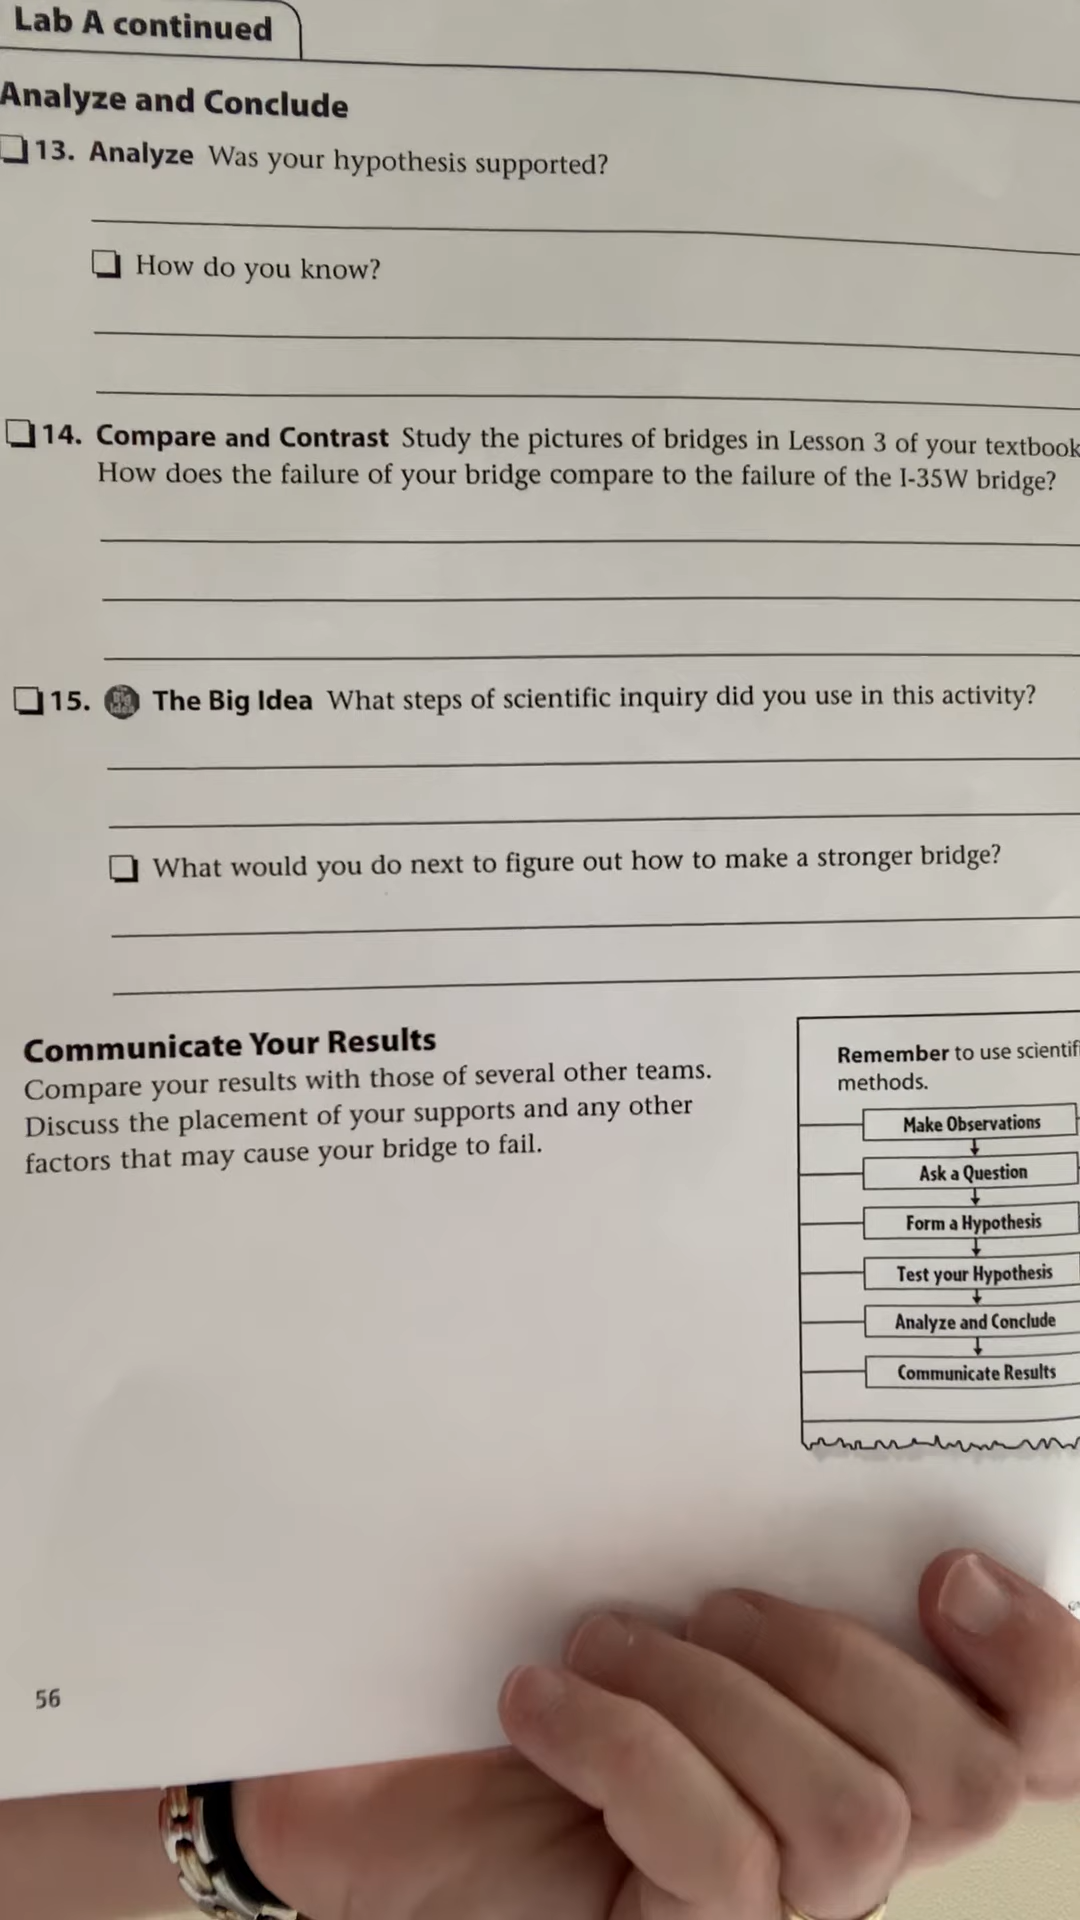 Lab A continued
Analyze and Conclude
13. Analyze Was your hypothesis supported?
How do you know?
14. Compare and Contrast Study the pictures of bridges in Lesson 3 of your textbook
How does the failure of your bridge compare to the failure of the I-35W bridge?
15. The Big Idea What steps of scientific inquiry did you use in this activity?
What would you do next to figure out how to make a stronger bridge?
Communicate Your Results
Compare your results with those of several other teams.
Discuss the placement of your supports and any other
factors that may cause your bridge to fail.
Remember to use scientifi
methods.
Make Observations
Ask a Question
Form a Hypothesis
Test your Hypothesis
Analyze and Conclude
Communicate Results
56